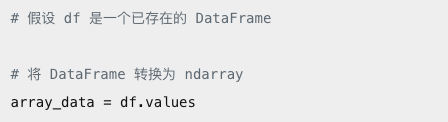 # 假设 df 是一个已存在的 DataFrame
# 将 DataFrame 转换为 ndarray
array_data = df.values